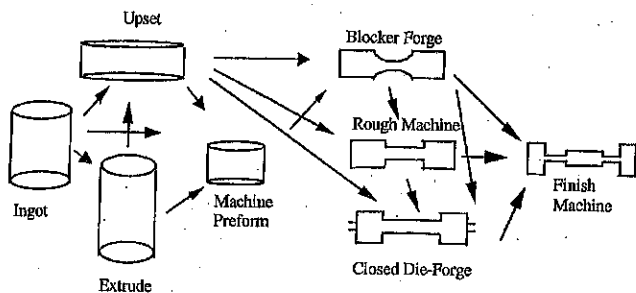 Upset
Blocker Forge
Rough Machine
Ingot
Machine
Preform
Finish
Machine
Extrude
Closed Die-Forge